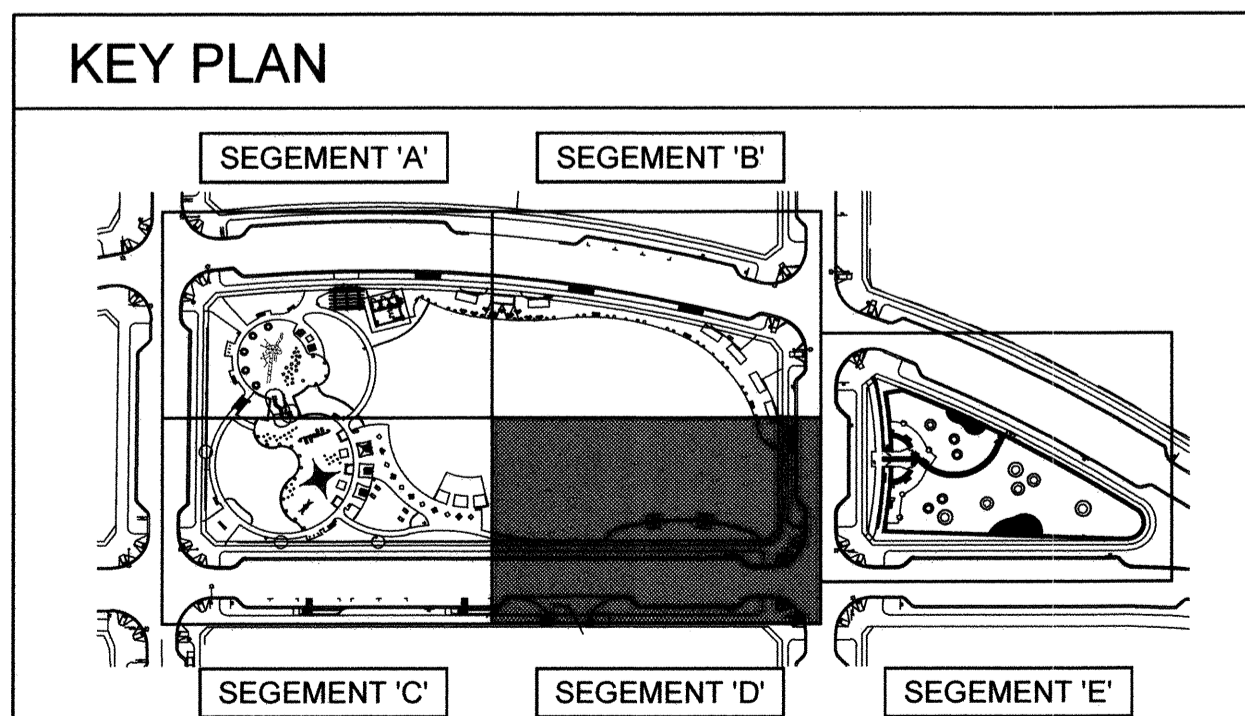 KEY PLAN
SEGEMENT 'A'
SEGEMENT 'B'
SEGEMENT 'C'
SEGEMENT 'D'
SEGEMENT 'E'